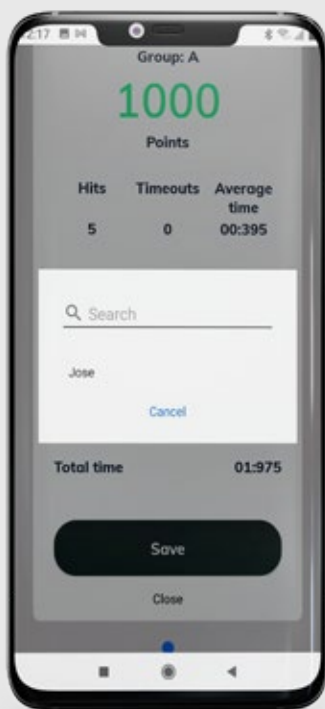 2:17
Group: A
1000
Points
Hits Timeouts Average time
5 0 00:395
Search
Jose
Cancel
Total time 01:975
Save
Close